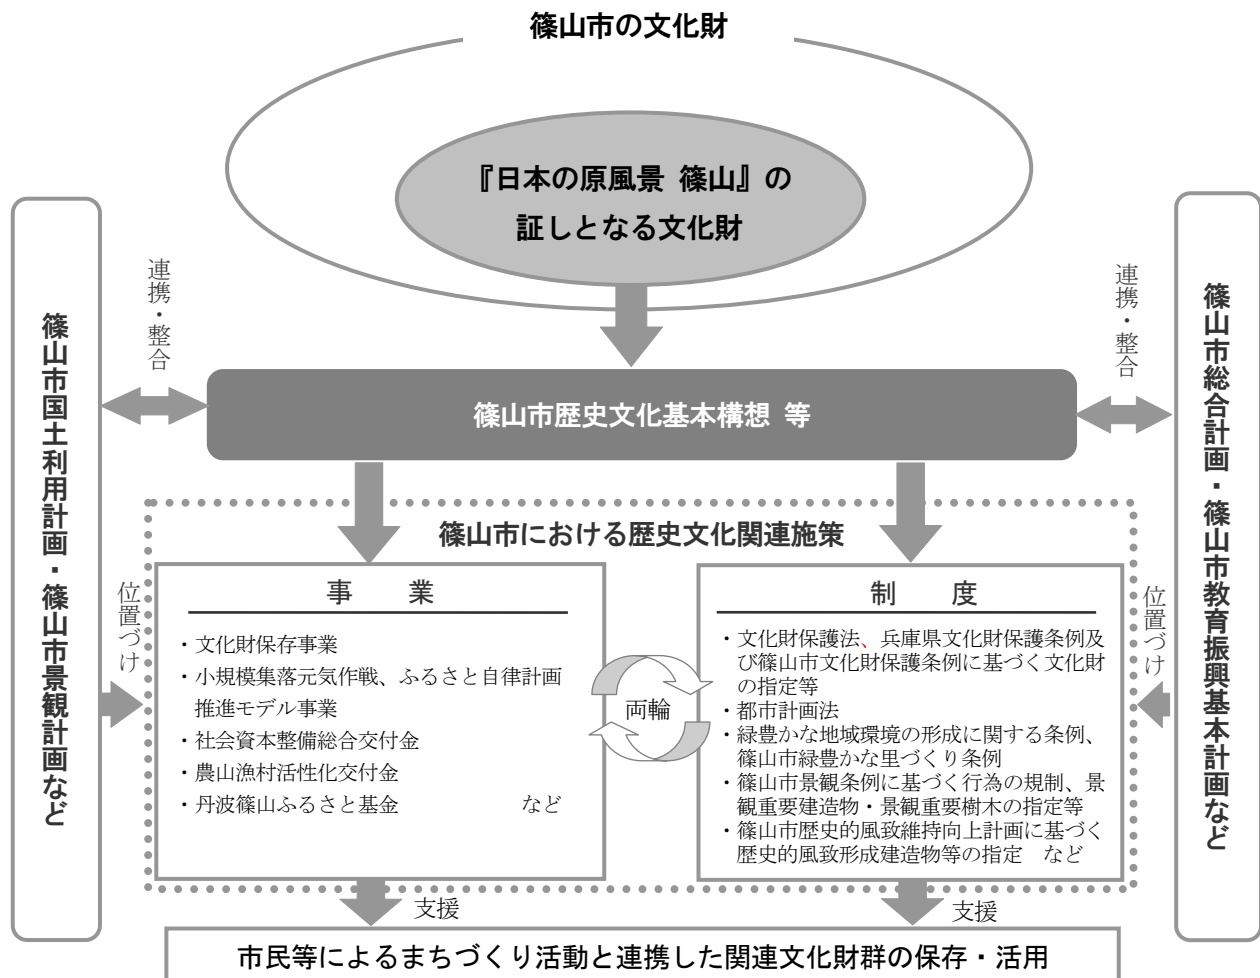 篠山市の文化財
『日本の原風景 篠山』の
証しとなる文化財
連携・整合
連携・整合
篠山市国土利用計画・篠山市景観計画など
篠山市総合計画・篠山市教育振興基本計画など
篠山市歴史文化基本構想 等
篠山市における歴史文化関連施策
位置づけ
位置づけ
事　業
・文化財保存事業
・小規模集落元気作戦、ふるさと自律計画
推進モデル事業
・社会資本整備総合交付金
・農山漁村活性化交付金
・丹波篠山ふるさと基金　など
両輪
制　度
・文化財保護法、兵庫県文化財保護条例及
び篠山市文化財保護条例に基づく文化財
の指定等
・都市計画法
・緑豊かな地域環境の形成に関する条例、
篠山市緑豊かな里づくり条例
・篠山市景観条例に基づく行為の規制、景
観重要建造物・景観重要樹木の指定等
・篠山市歴史的風致維持向上計画に基づく
歴史的風致形成建造物等の指定　など
支援
支援
市民等によるまちづくり活動と連携した関連文化財群の保存・活用